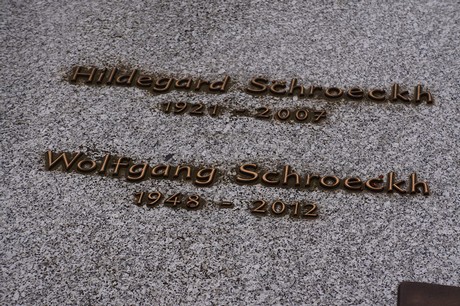 Hildegard Schroeckh
1921 - 2007
Wolfgang Schroeckh
1948 - 2012